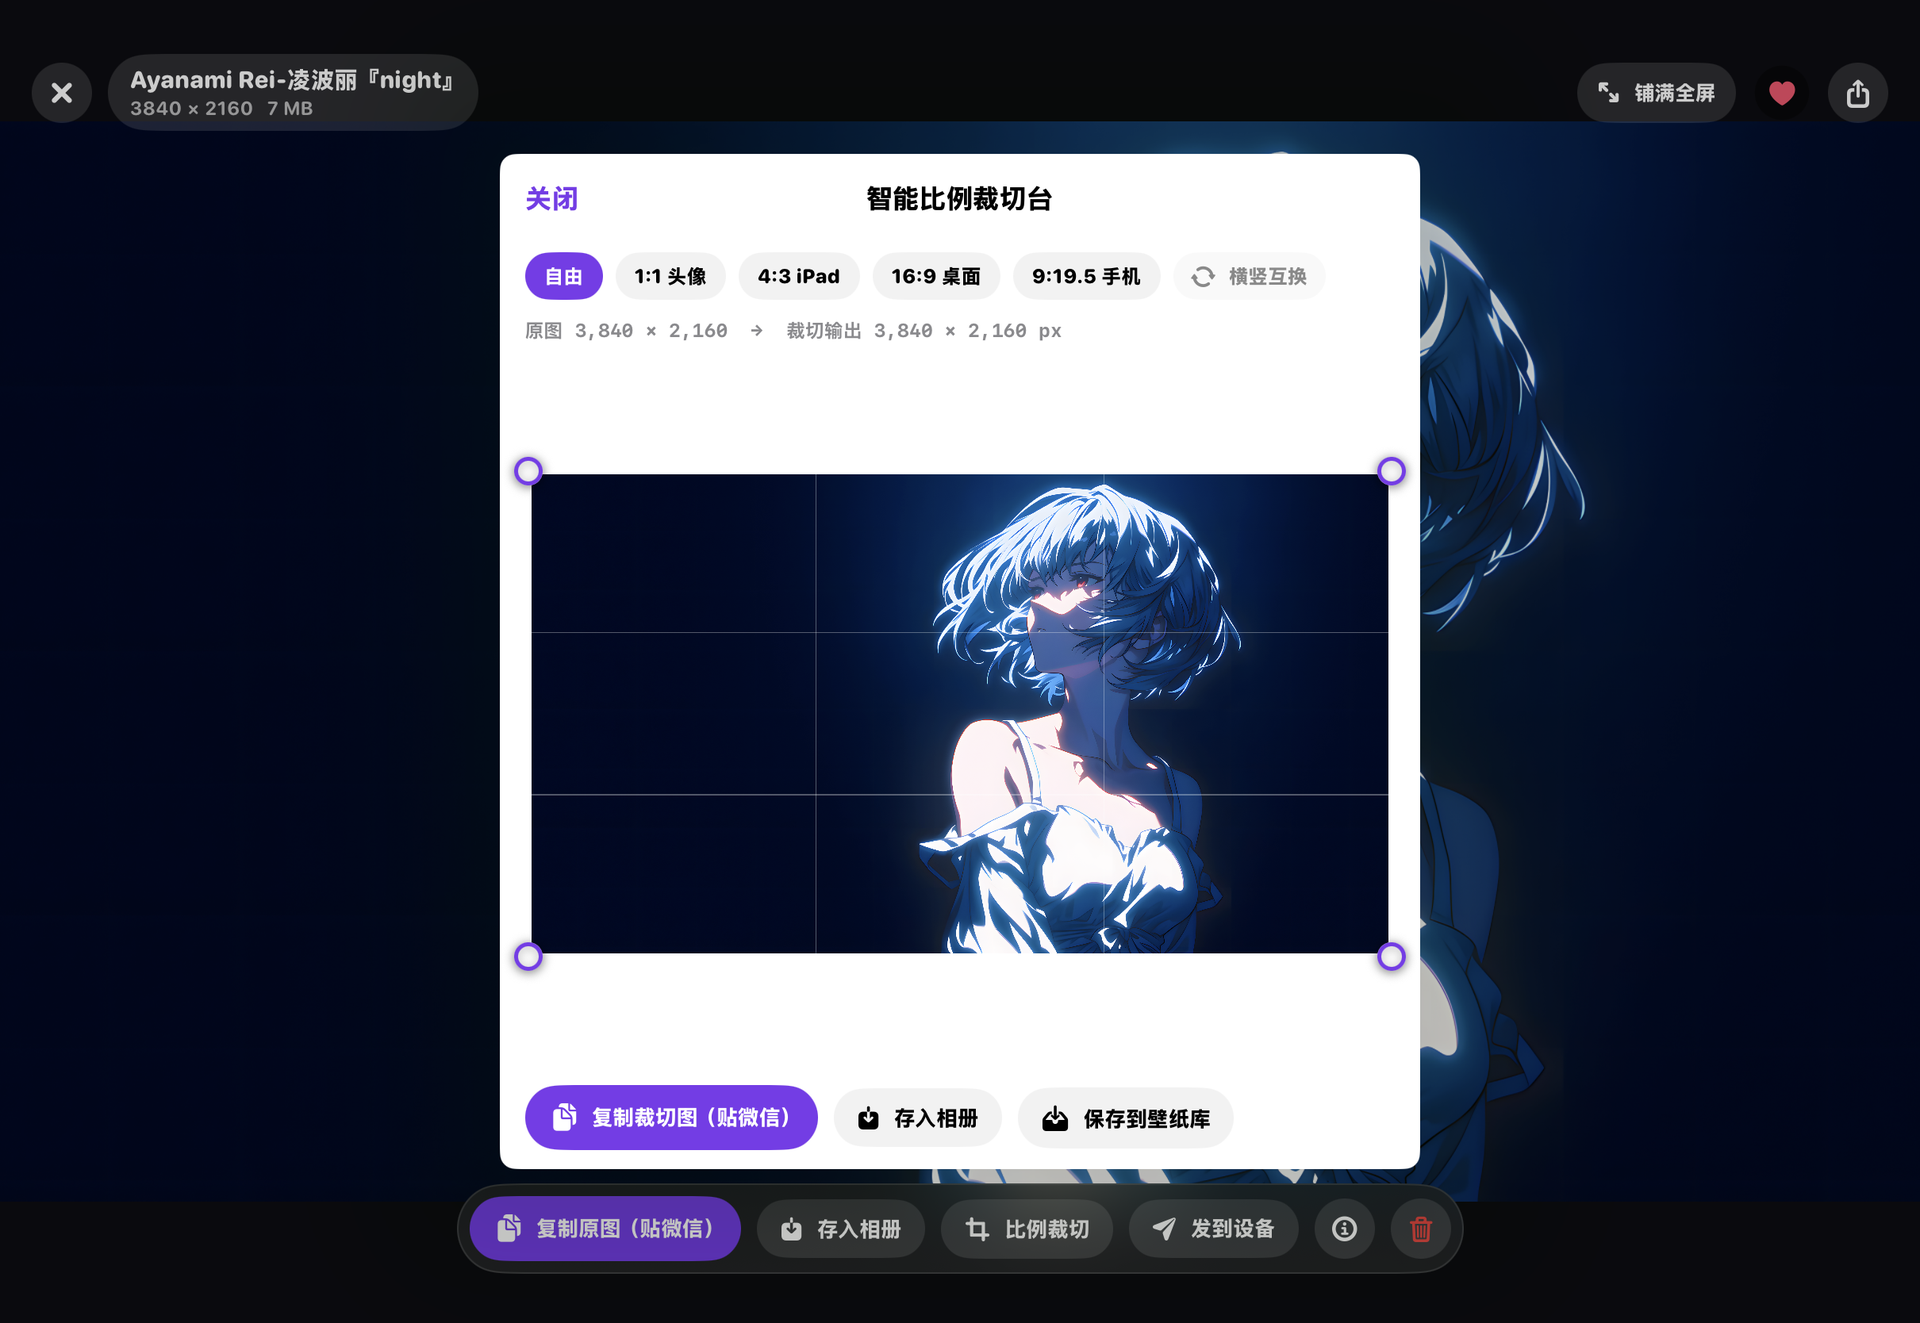 Ayanami Rei-凌波丽『night』
3840 × 2160 7 MB
铺满全屏
关闭
智能比例裁切台
自由
1:1 头像
4:3 iPad
16:9 桌面
9:19.5 手机
横竖互换
原图 3,840 × 2,160 → 裁切输出 3,840 × 2,160 px
复制裁切图（贴微信）
存入相册
保存到壁纸库
复制原图（贴微信）
存入相册
比例裁切
发到设备